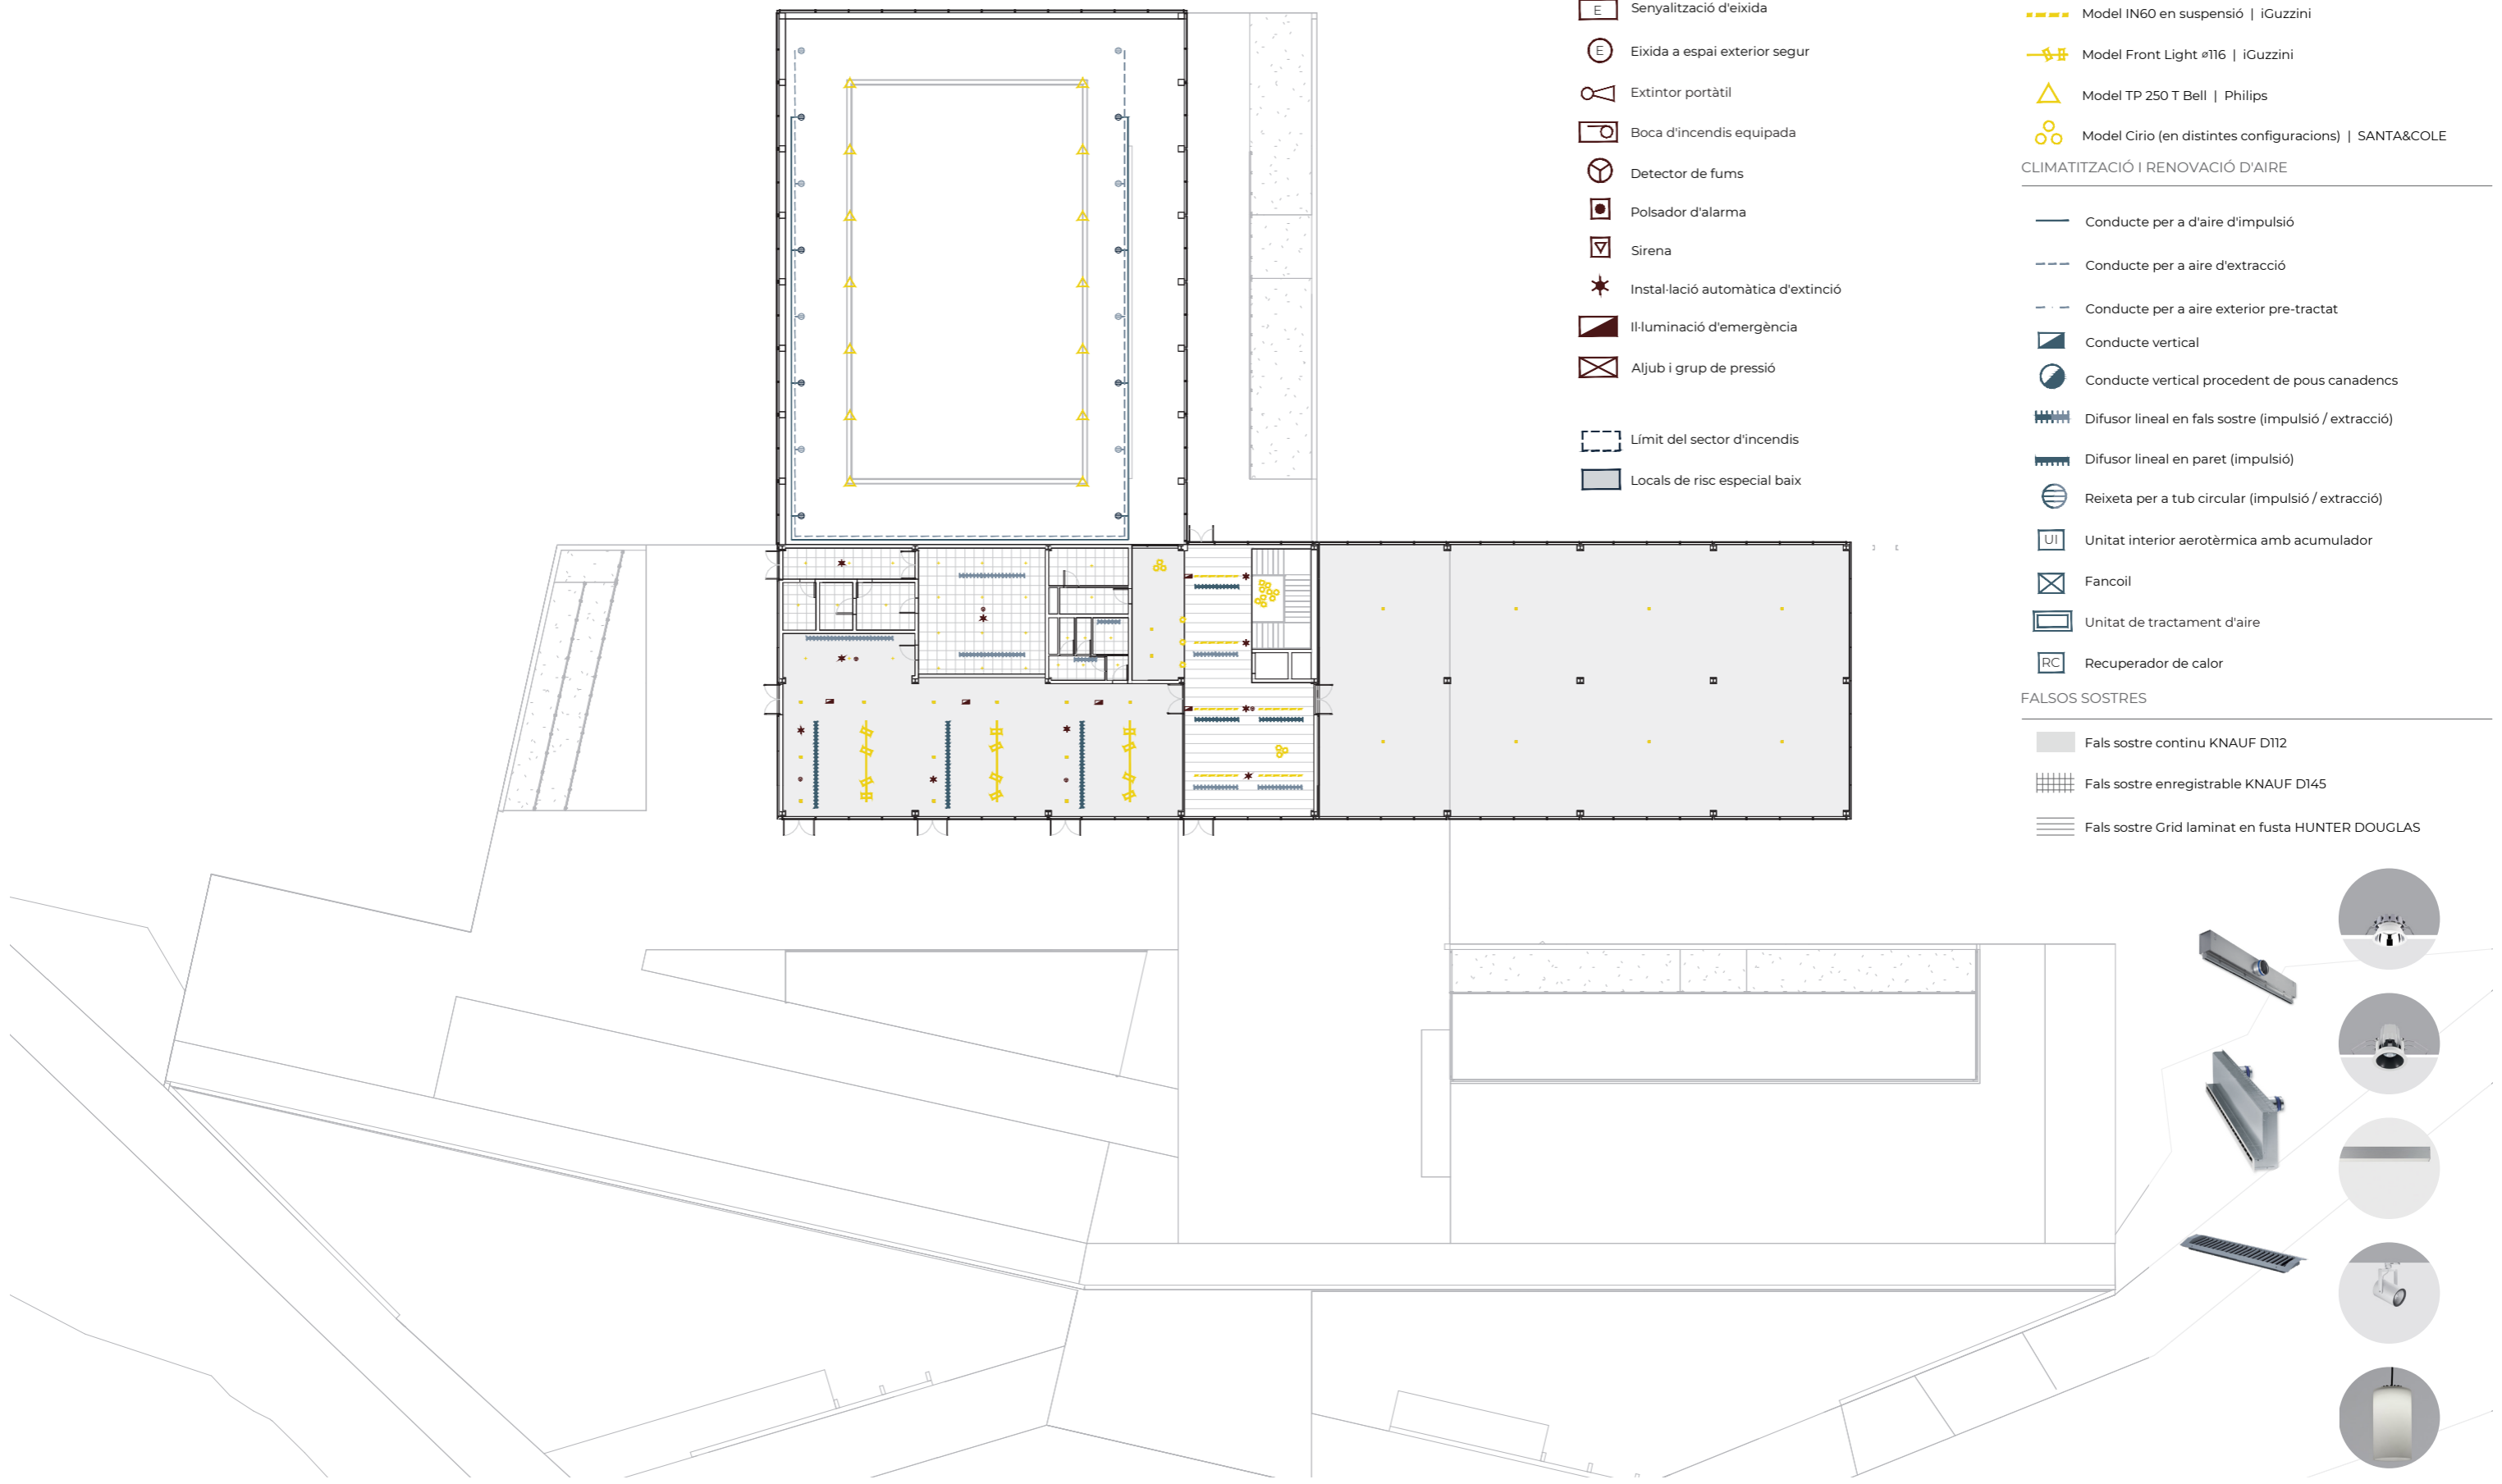 E Senyalització d'eixida
E Eixida a espai exterior segur
Extintor portàtil
Boca d'incendis equipada
Detector de fums
Polsador d'alarma
Sirena
Instal·lació automàtica d'extinció
Il·luminació d'emergència
Aljub i grup de pressió
Límit del sector d'incendis
Locals de risc especial baix
Model IN60 en suspensió | iGuzzini
Model Front Light ⌀116 | iGuzzini
Model TP 250 T Bell | Philips
Model Cirio (en distintes configuracions) | SANTA&COLE
CLIMATITZACIÓ I RENOVACIÓ D'AIRE
Conducte per a d'aire d'impulsió
Conducte per a aire d'extracció
Conducte per a aire exterior pre-tractat
Conducte vertical
Conducte vertical procedent de pous canadencs
Difusor lineal en fals sostre (impulsió / extracció)
Difusor lineal en paret (impulsió)
Reixeta per a tub circular (impulsió / extracció)
UI Unitat interior aerotèrmica amb acumulador
Fancoil
Unitat de tractament d'aire
RC Recuperador de calor
FALSOS SOSTRES
Fals sostre continu KNAUF D112
Fals sostre enregistrable KNAUF D145
Fals sostre Grid laminat en fusta HUNTER DOUGLAS